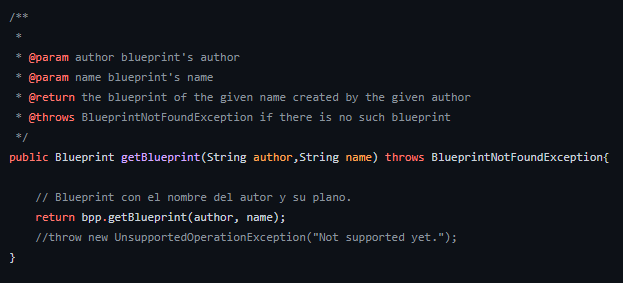 /**
 *
 * @param author blueprint's author
 * @param name blueprint's name
 * @return the blueprint of the given name created by the given author
 * @throws BlueprintNotFoundException if there is no such blueprint
 */
public Blueprint getBlueprint(String author,String name) throws BlueprintNotFoundException{
    // Blueprint con el nombre del autor y su plano.
    return bpp.getBlueprint(author, name);
    //throw new UnsupportedOperationException("Not supported yet.");
}